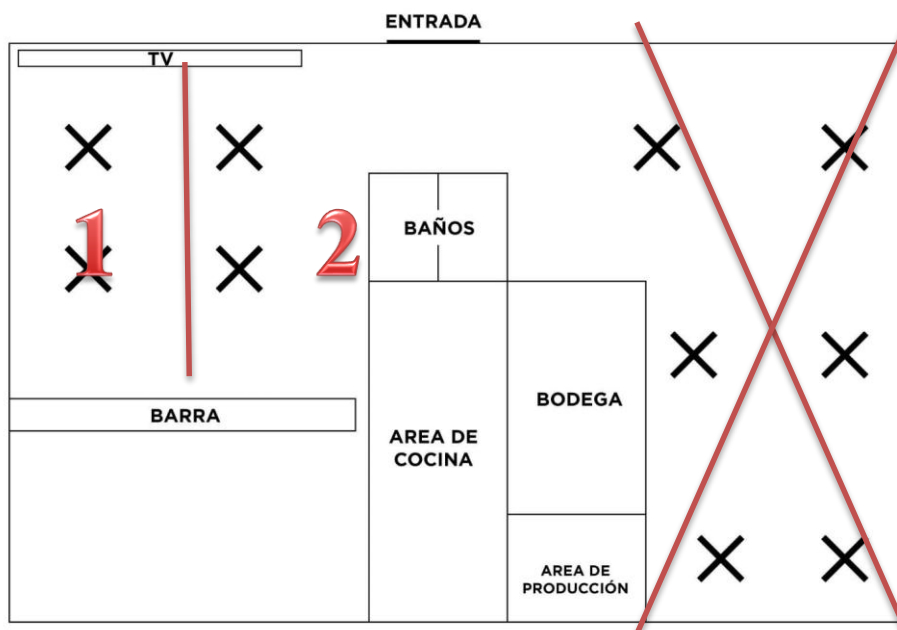 ENTRADA
TV
1
2
BAÑOS
BARRA
AREA DE
COCINA
BODEGA
AREA DE
PRODUCCIÓN